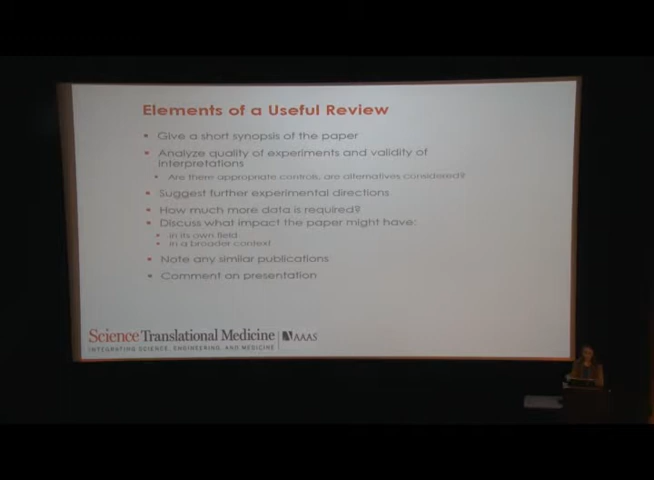 Elements of a Useful Review
• Give a short synopsis of the paper
• Analyze quality of experiments and validity of
interpretations
• Are there appropriate controls, are alternatives considered?
• Suggest further experimental directions
• How much more data is required?
• Discuss what impact the paper might have:
• in its own field
• in a broader context
• Note any similar publications
• Comment on presentation
Science Translational Medicine AAAS
INTEGRATING SCIENCE, ENGINEERING, AND MEDICINE